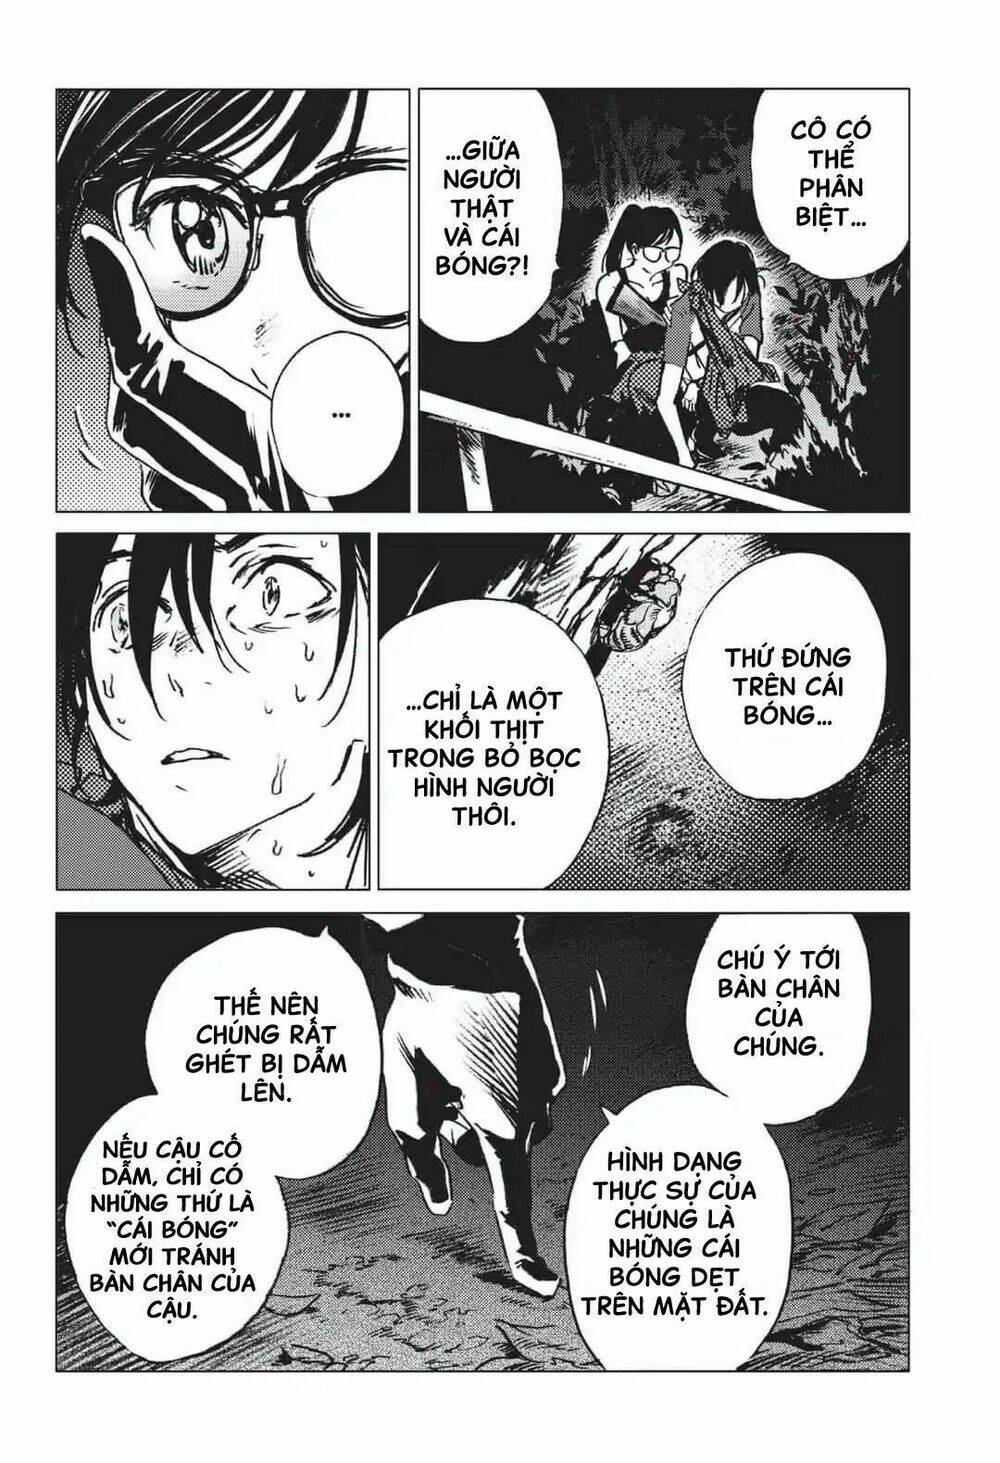 CÔ CÓ
THỂ
PHÂN
BIỆT...
...GIỮA
NGƯỜI
THẬT
VÀ CÁI
BÓNG?!
...
THỨ ĐỨNG
TRÊN CÁI
BÓNG...
...CHỈ LÀ MỘT
KHỐI THỊT
TRONG BỎ BỌC
HÌNH NGƯỜI
THÔI.
CHÚ Ý TỚI
BÀN CHÂN
CỦA
CHÚNG.
HÌNH DẠNG
THỰC SỰ CỦA
CHÚNG LÀ
NHỮNG CÁI
BÓNG DẸT
TRÊN MẶT ĐẤT.
THẾ NÊN
CHÚNG RẤT
GHÉT BỊ DẪM
LÊN.
NẾU CẬU CỐ
DẪM, CHỈ CÓ
NHỮNG THỨ LÀ
“CÁI BÓNG”
MỚI TRÁNH
BÀN CHÂN CỦA
CẬU.